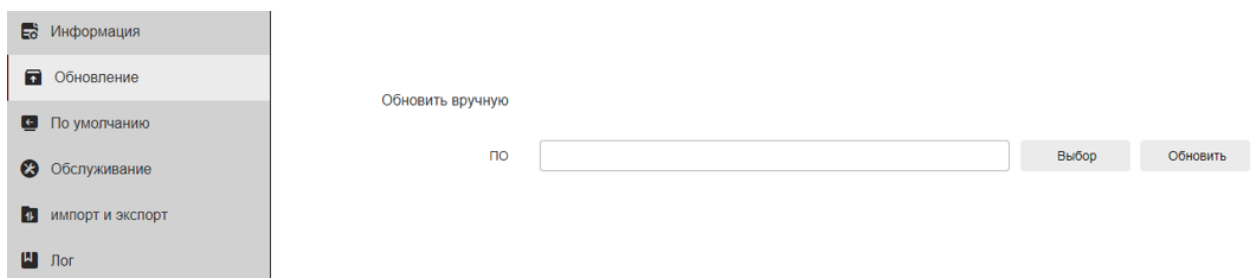 Информация
Обновление
По умолчанию
Обслуживание
импорт и экспорт
Лог
Обновить вручную
ПО
Выбор
Обновить